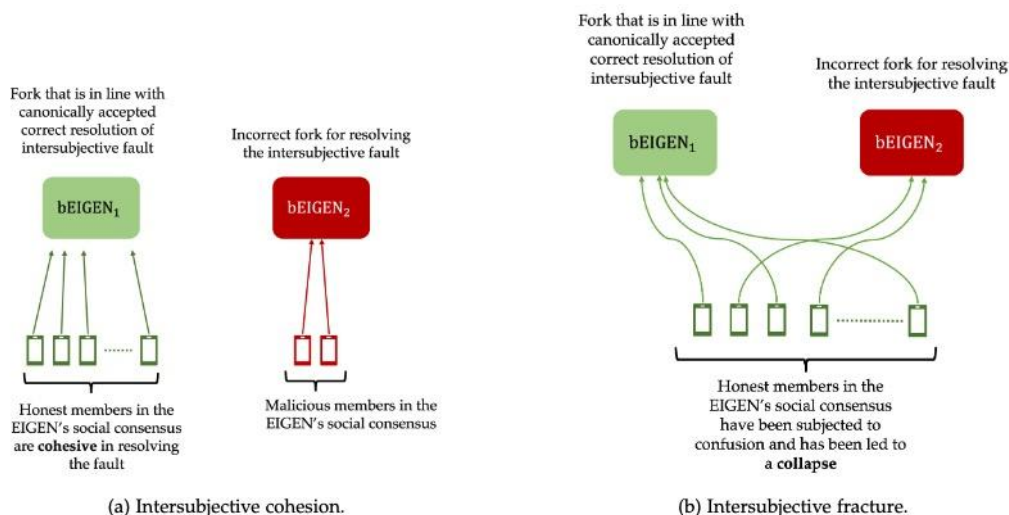 Fork that is in line with
canonically accepted
correct resolution of
intersubjective fault
Incorrect fork for resolving
the intersubjective fault
bEIGEN₁
bEIGEN₂
Honest members in the
EIGEN's social consensus
are cohesive in resolving
the fault
Malicious members in the
EIGEN's social consensus
(a) Intersubjective cohesion.
Fork that is in line with
canonically accepted
correct resolution of
intersubjective fault
Incorrect fork for resolving
the intersubjective fault
bEIGEN₁
bEIGEN₂
Honest members in the
EIGEN's social consensus
have been subjected to
confusion and has been led to
a collapse
(b) Intersubjective fracture.